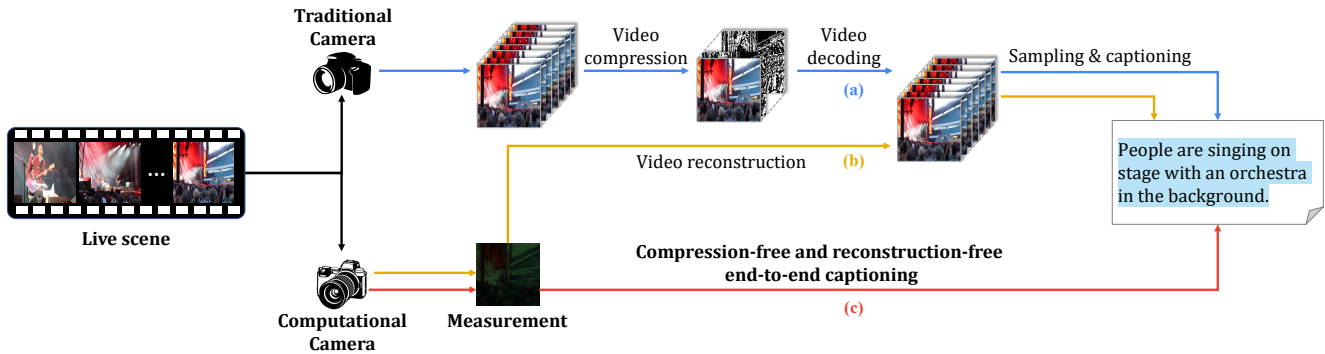 Traditional
Camera
Video
compression
Video
decoding
(a)
Sampling & captioning
Video reconstruction
(b)
...
Live scene
People are singing on
stage with an orchestra
in the background.
Compression-free and reconstruction-free
end-to-end captioning
(c)
Computational
Camera
Measurement